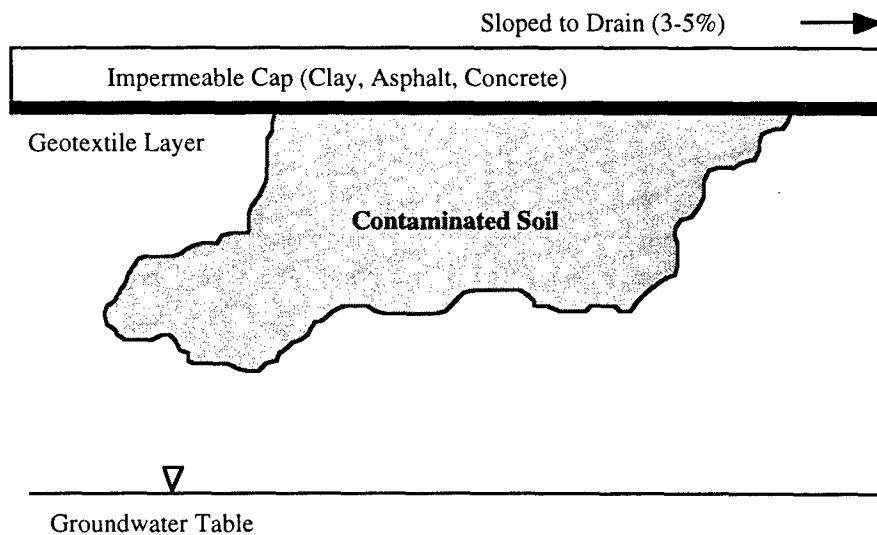 Sloped to Drain (3-5%)
Impermeable Cap (Clay, Asphalt, Concrete)
Geotextile Layer
Contaminated Soil
Groundwater Table